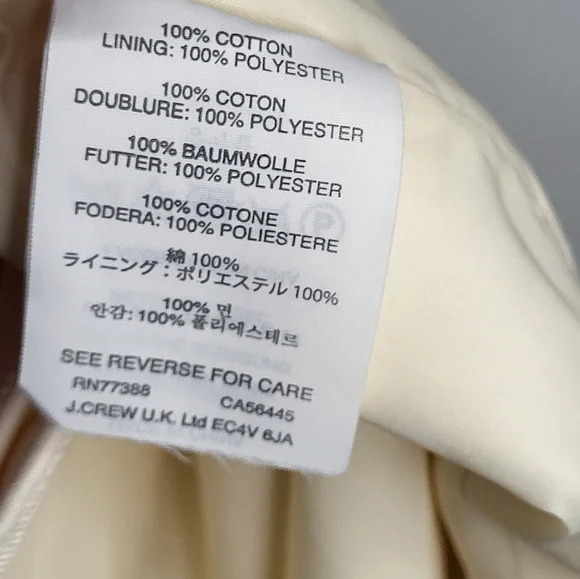 100% COTTON
LINING: 100% POLYESTER
100% COTON
DOUBLURE: 100% POLYESTER
100% BAUMWOLLE
FUTTER: 100% POLYESTER
100% COTONE
FODERA: 100% POLIESTERE
綿 100%
ライニング：ポリエステル 100%
100% 면
안감: 100% 폴리에스테르
SEE REVERSE FOR CARE
RN77388 CA56445
J.CREW U.K. Ltd EC4V 6JA